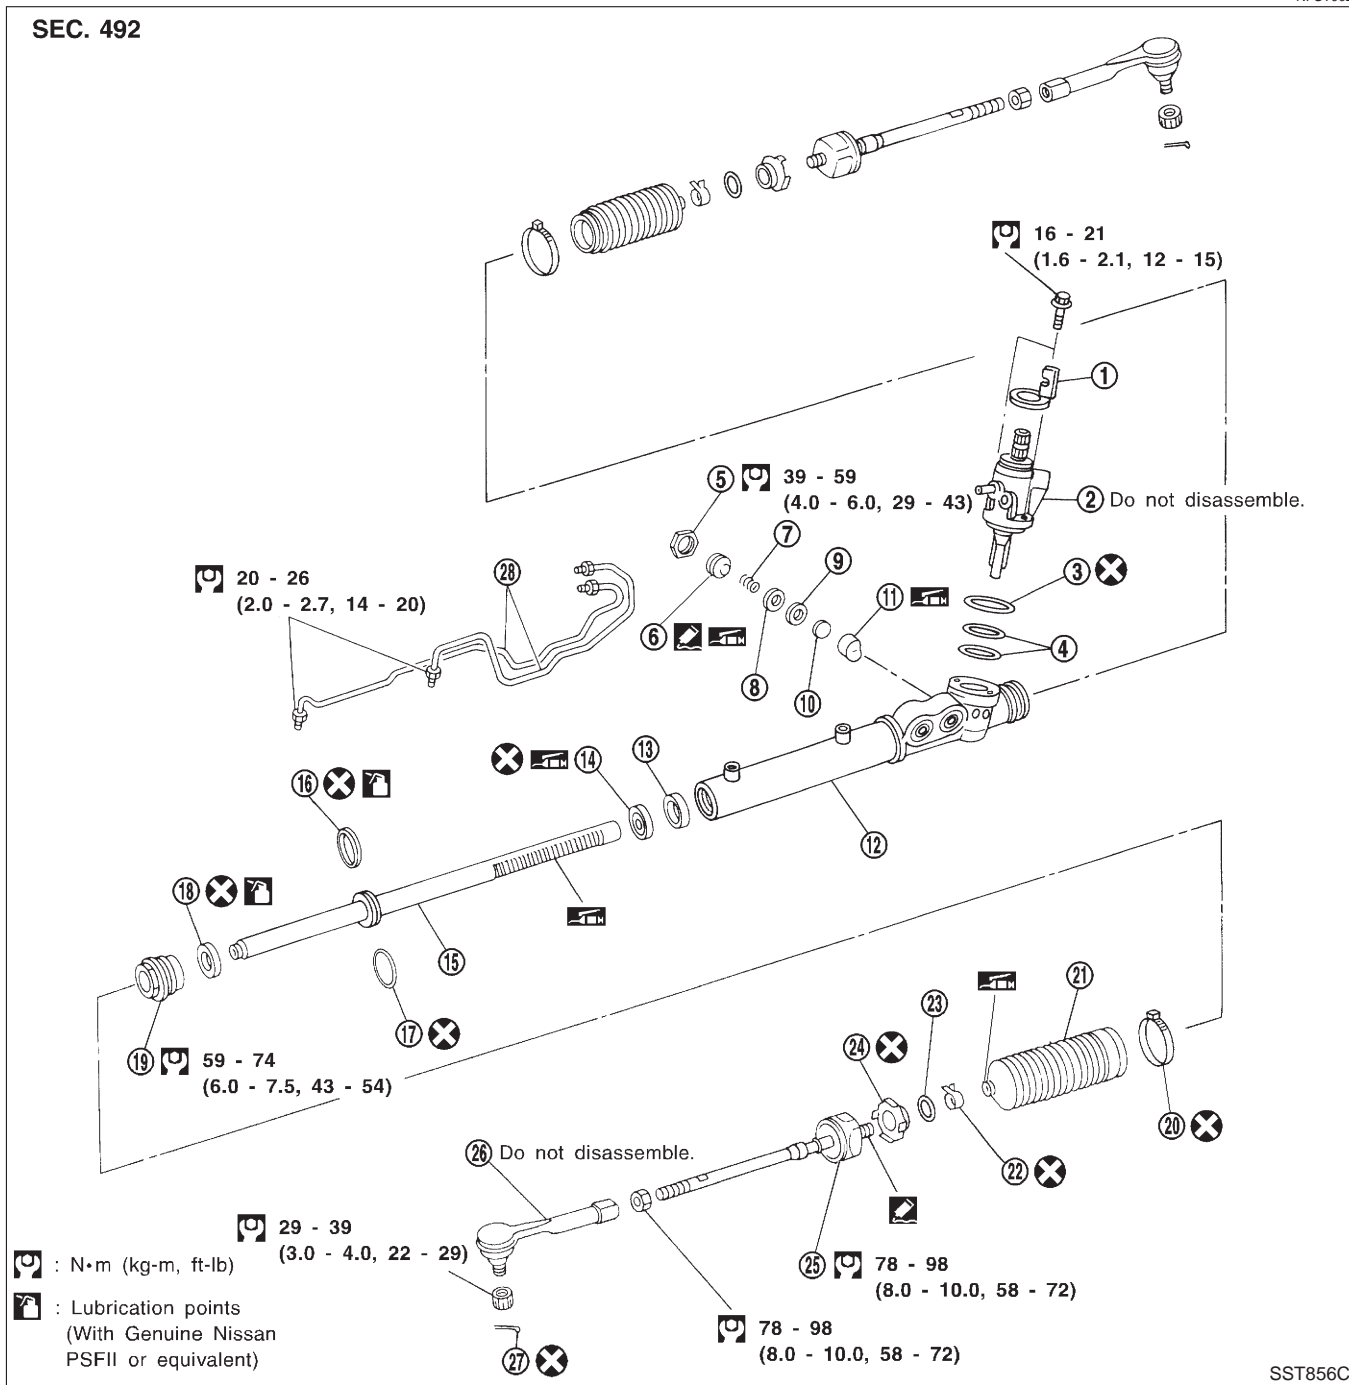 SEC. 492
16 - 21
(1.6 - 2.1, 12 - 15)
1
5
39 - 59
(4.0 - 6.0, 29 - 43)
2 Do not disassemble.
7
9
28
20 - 26
(2.0 - 2.7, 14 - 20)
3
11
6
4
8
10
13
14
16
12
18
15
17
19
59 - 74
(6.0 - 7.5, 43 - 54)
21
23
24
20
22
26 Do not disassemble.
29 - 39
(3.0 - 4.0, 22 - 29)
25
78 - 98
(8.0 - 10.0, 58 - 72)
: N•m (kg-m, ft-lb)
: Lubrication points
(With Genuine Nissan
PSFII or equivalent)
78 - 98
(8.0 - 10.0, 58 - 72)
27
SST856C